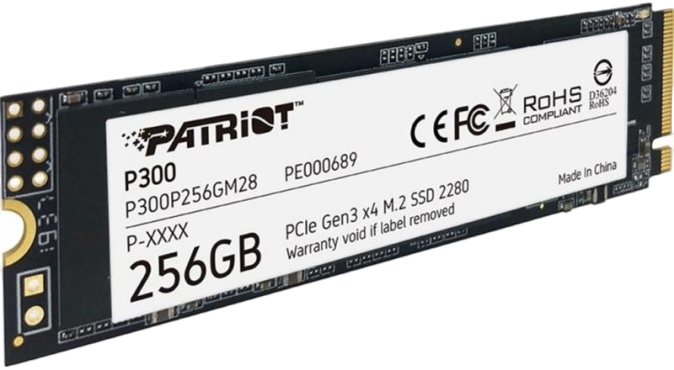 PATRIOT™
P300
P300P256GM28 PE000689
P-XXXX
256GB
PCIe Gen3 x4 M.2 SSD 2280
Warranty void if label removed
CE FC
RoHS
COMPLIANT
D36204
RoHS
Made in China